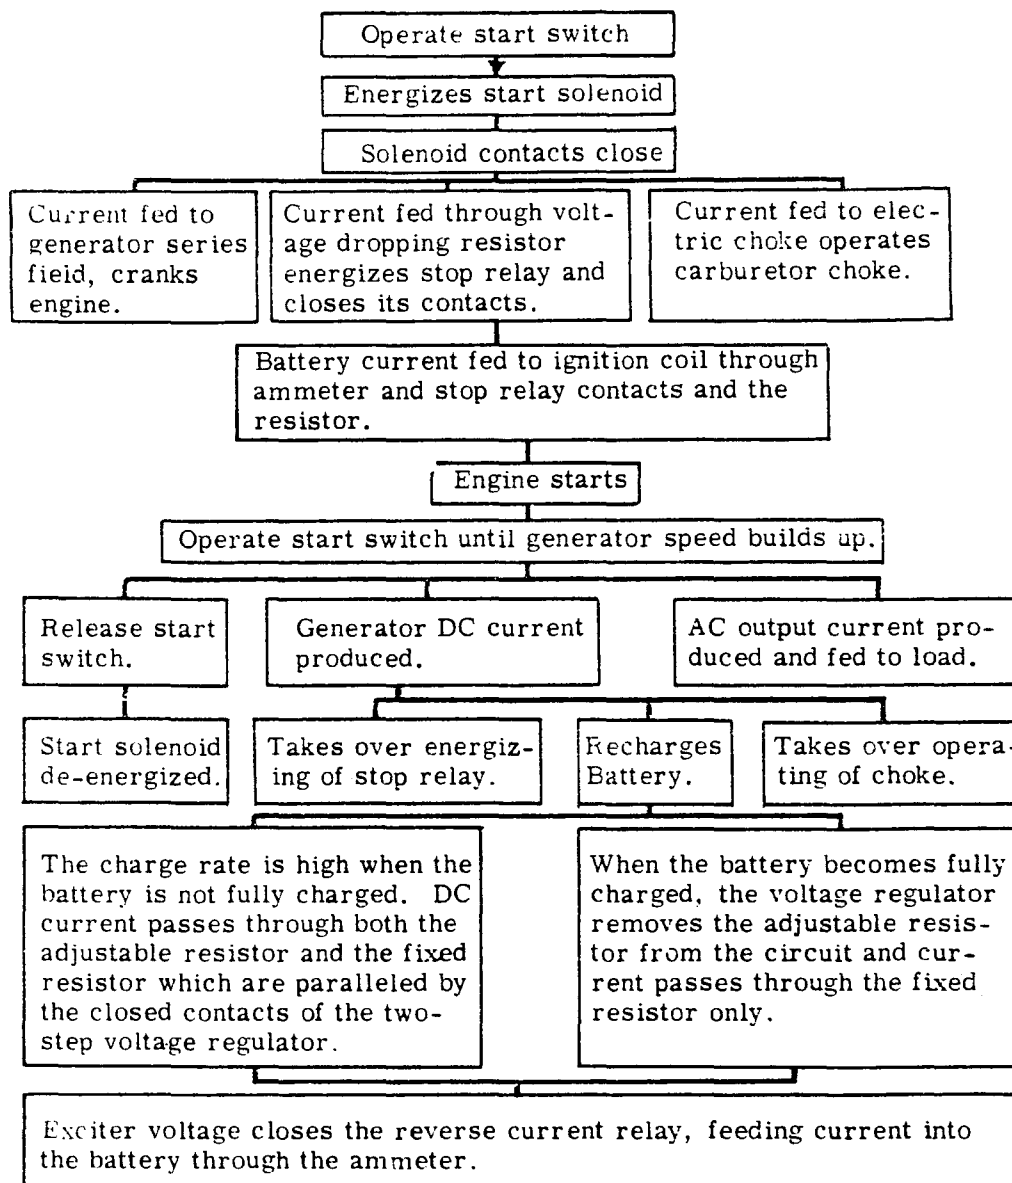 Operate start switch
Energizes start solenoid
Solenoid contacts close
Current fed to
generator series
field, cranks
engine.
Current fed through volt-
age dropping resistor
energizes stop relay and
closes its contacts.
Current fed to elec-
tric choke operates
carburetor choke.
Battery current fed to ignition coil through
ammeter and stop relay contacts and the
resistor.
Engine starts
Operate start switch until generator speed builds up.
Release start
switch.
Generator DC current
produced.
AC output current pro-
duced and fed to load.
Start solenoid
de-energized.
Takes over energiz-
ing of stop relay.
Recharges
Battery.
Takes over opera-
ting of choke.
The charge rate is high when the
battery is not fully charged. DC
current passes through both the
adjustable resistor and the fixed
resistor which are paralleled by
the closed contacts of the two-
step voltage regulator.
When the battery becomes fully
charged, the voltage regulator
removes the adjustable resis-
tor from the circuit and cur-
rent passes through the fixed
resistor only.
Exciter voltage closes the reverse current relay, feeding current into
the battery through the ammeter.